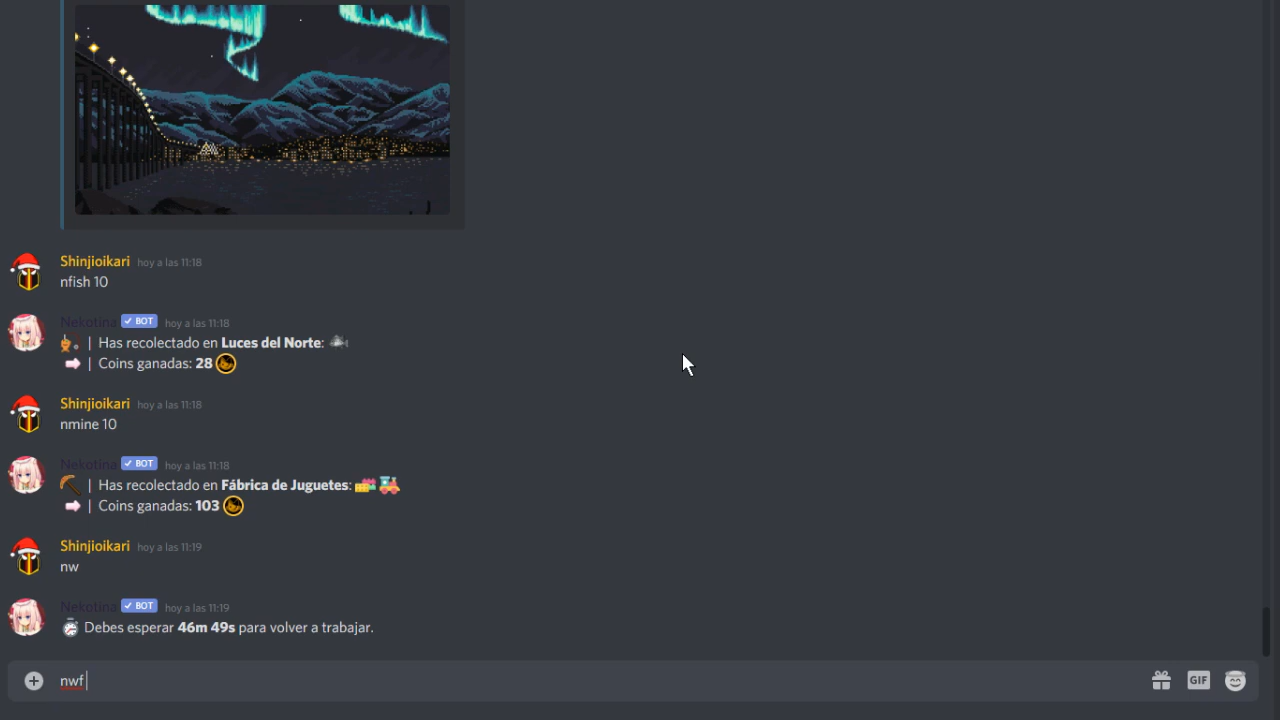 Shinjioikari hoy a las 11:18
nfish 10
Nekotina BOT hoy a las 11:18
| Has recolectado en Luces del Norte:
| Coins ganadas: 28
Shinjioikari hoy a las 11:18
nmine 10
Nekotina BOT hoy a las 11:18
| Has recolectado en Fábrica de Juguetes:
| Coins ganadas: 103
Shinjioikari hoy a las 11:19
nw
Nekotina BOT hoy a las 11:19
Debes esperar 46m 49s para volver a trabajar.
nwf
GIF